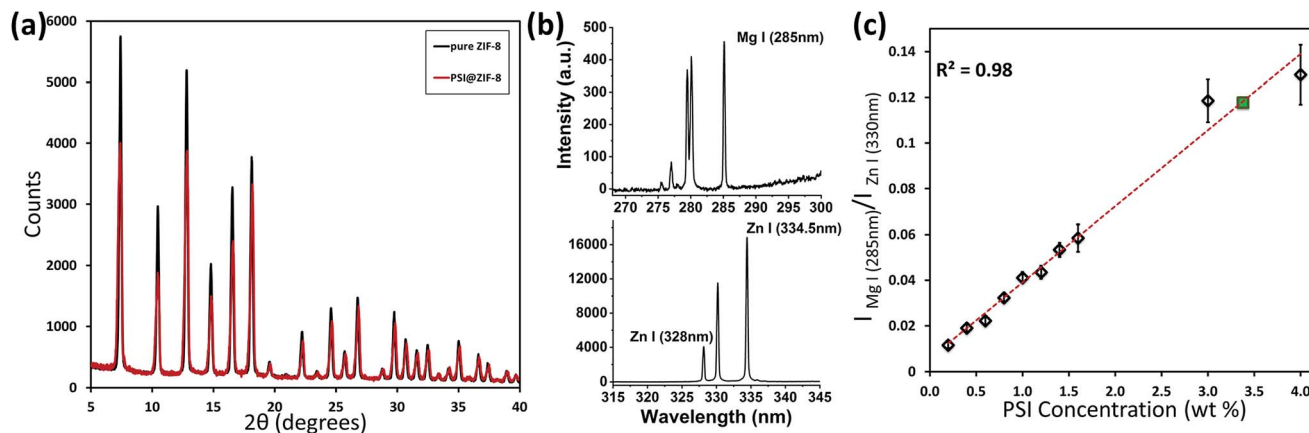 (a)
6000
5000
4000
3000
2000
1000
0
Counts
pure ZIF-8
PSI@ZIF-8
5 10 15 20 25 30 35 40
2θ (degrees)
(b)
500
400
300
200
100
0
Intensity (a.u.)
Mg I (285nm)
270 275 280 285 290 295 300
16000
12000
8000
4000
0
Zn I (334.5nm)
Zn I (328nm)
315 320 325 330 335 340 345
Wavelength (nm)
(c)
0.14
0.12
0.1
0.08
0.06
0.04
0.02
0
I Mg I (285nm)/I Zn I (330nm)
R² = 0.98
0.0 0.5 1.0 1.5 2.0 2.5 3.0 3.5 4.0
PSI Concentration (wt %)